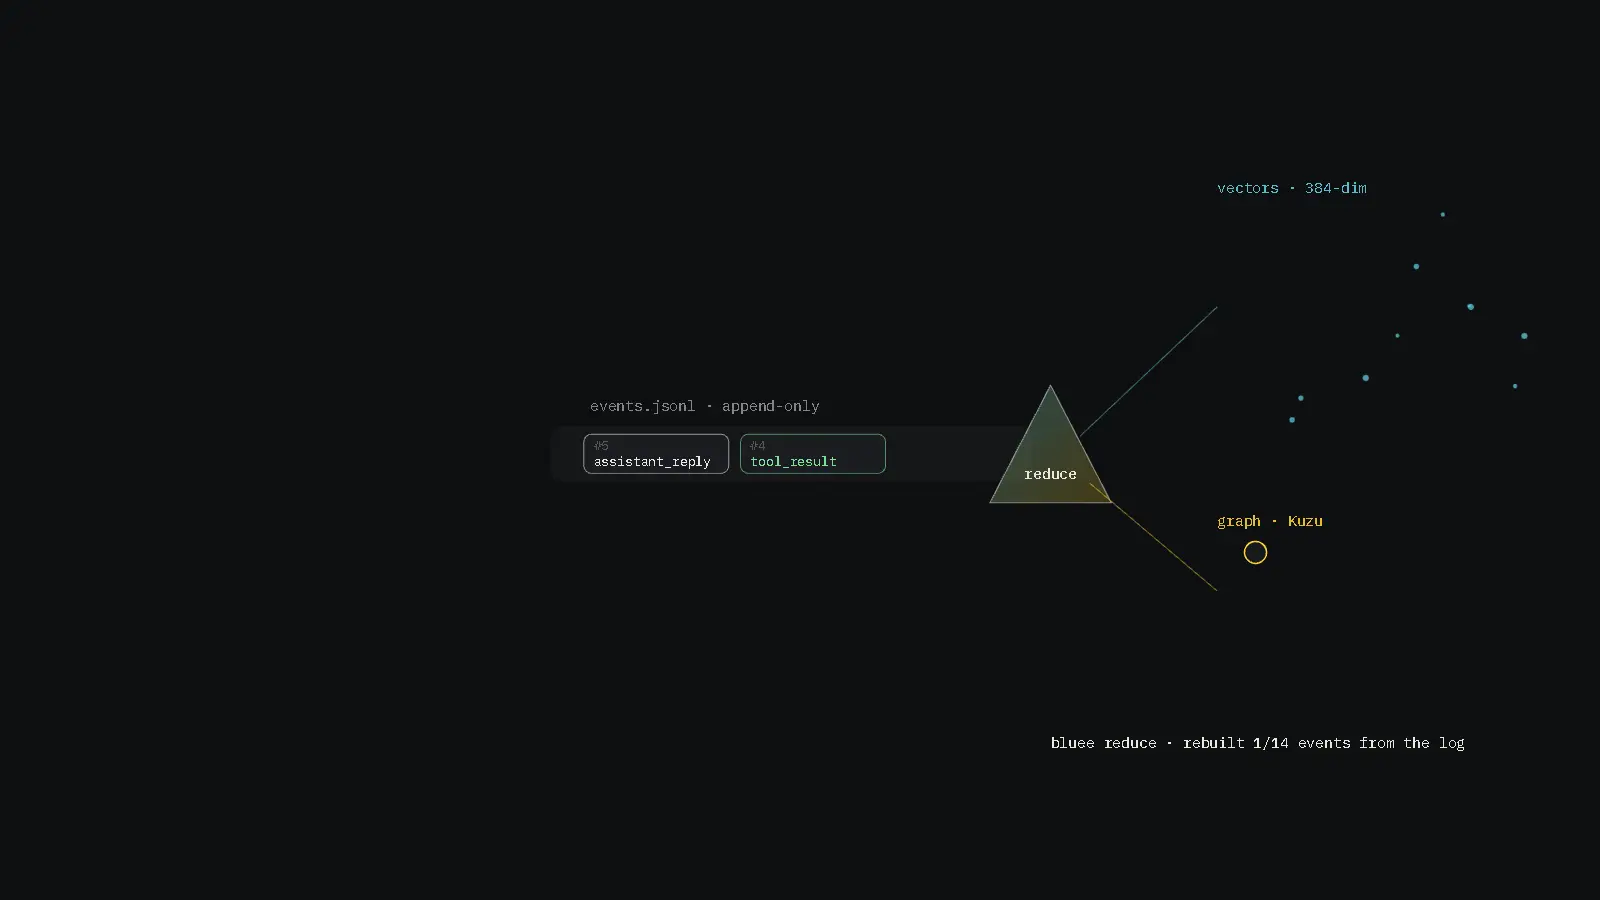 vectors · 384-dim
events.jsonl · append-only
#5
assistant_reply
#4
tool_result
reduce
graph · Kuzu
bluee reduce · rebuilt 1/14 events from the log